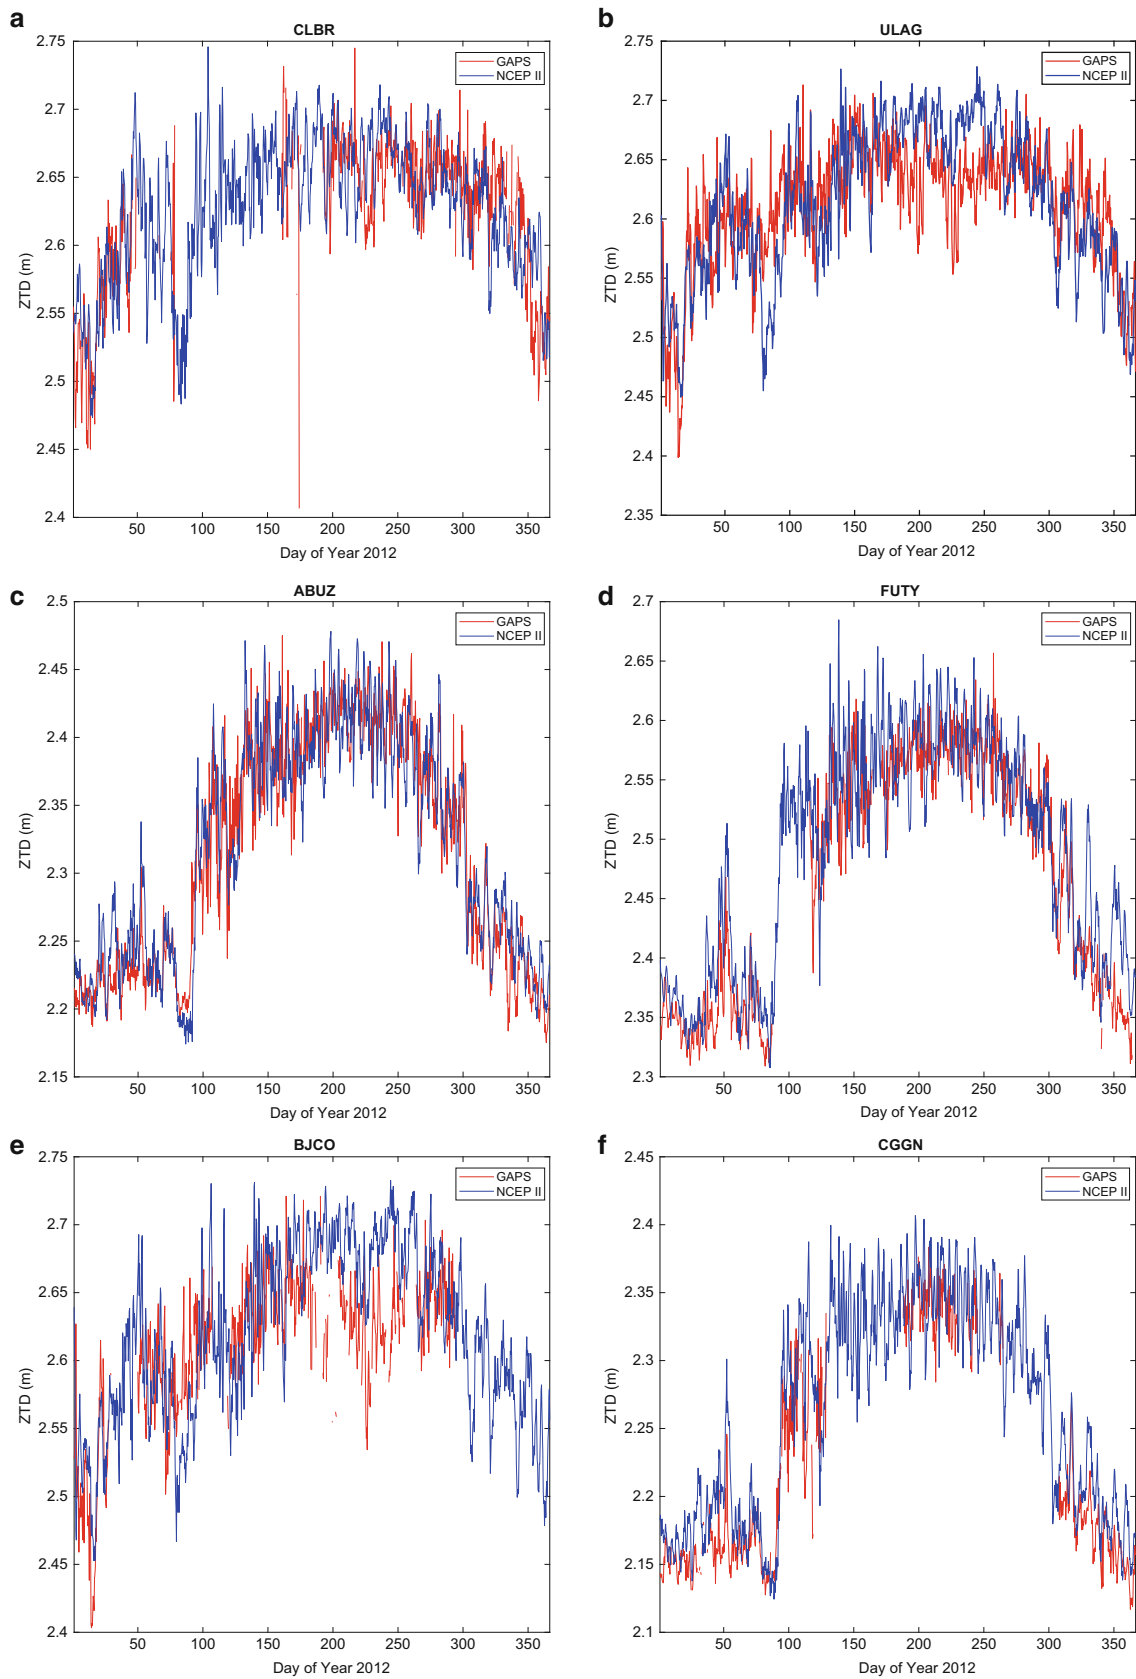 a
CLBR
2.75
2.7
2.65
2.6
2.55
2.5
2.45
2.4
ZTD (m)
GAPS
NCEP II
50 100 150 200 250 300 350
Day of Year 2012
b
ULAG
2.75
2.7
2.65
2.6
2.55
2.5
2.45
2.4
2.35
ZTD (m)
GAPS
NCEP II
50 100 150 200 250 300 350
Day of Year 2012
c
ABUZ
2.5
2.45
2.4
2.35
2.3
2.25
2.2
2.15
ZTD (m)
GAPS
NCEP II
50 100 150 200 250 300 350
Day of Year 2012
d
FUTY
2.7
2.65
2.6
2.55
2.5
2.45
2.4
2.35
2.3
ZTD (m)
GAPS
NCEP II
50 100 150 200 250 300 350
Day of Year 2012
e
BJCO
2.75
2.7
2.65
2.6
2.55
2.5
2.45
2.4
ZTD (m)
GAPS
NCEP II
50 100 150 200 250 300 350
Day of Year 2012
f
CGGN
2.45
2.4
2.35
2.3
2.25
2.2
2.15
2.1
ZTD (m)
GAPS
NCEP II
50 100 150 200 250 300 350
Day of Year 2012